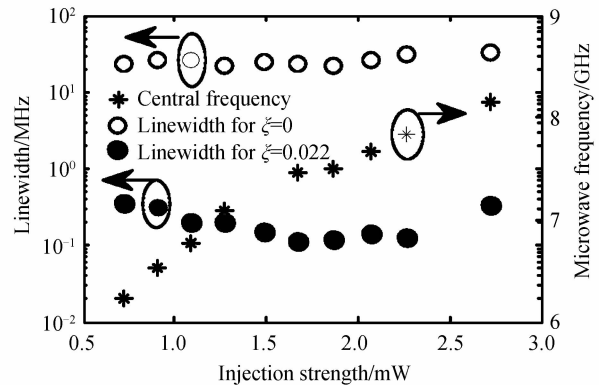 10²
10¹
10⁰
10⁻¹
10⁻²
Linewidth/MHz
Central frequency
Linewidth for ξ=0
Linewidth for ξ=0.022
9
8
7
6
Microwave frequency/GHz
0.5 1.0 1.5 2.0 2.5 3.0
Injection strength/mW